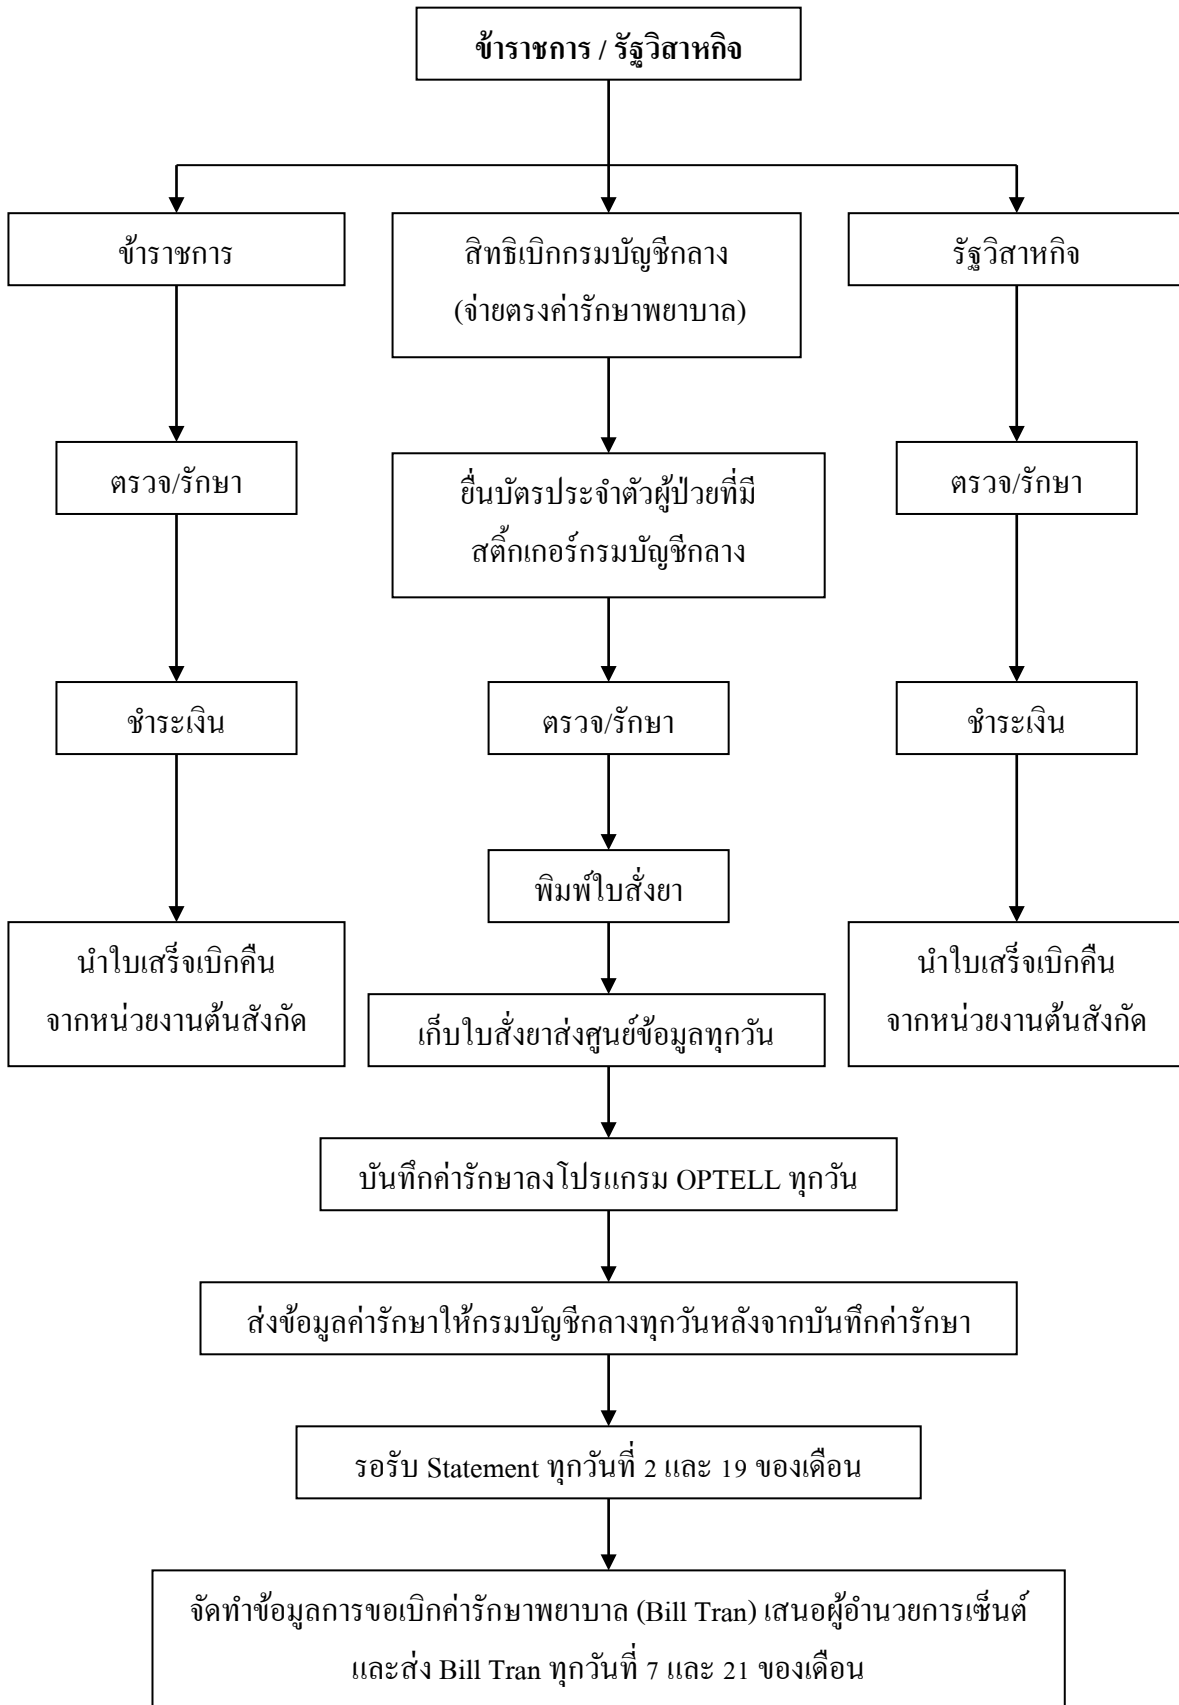 ข้าราชการ / รัฐวิสาหกิจ
ข้าราชการ
สิทธิเบิกกรมบัญชีกลาง
(จ่ายตรงค่ารักษาพยาบาล)
รัฐวิสาหกิจ
ตรวจ/รักษา
ยื่นบัตรประจำตัวผู้ป่วยที่มี
สติ้กเกอร์กรมบัญชีกลาง
ตรวจ/รักษา
ชำระเงิน
ตรวจ/รักษา
ชำระเงิน
พิมพ์ใบสั่งยา
นำใบเสร็จเบิกคืน
จากหน่วยงานต้นสังกัด
เก็บใบสั่งยาส่งศูนย์ข้อมูลทุกวัน
นำใบเสร็จเบิกคืน
จากหน่วยงานต้นสังกัด
บันทึกค่ารักษาลงโปรแกรม OPTELL ทุกวัน
ส่งข้อมูลค่ารักษาให้กรมบัญชีกลางทุกวันหลังจากบันทึกค่ารักษา
รอรับ Statement ทุกวันที่ 2 และ 19 ของเดือน
จัดทำข้อมูลการขอเบิกค่ารักษาพยาบาล (Bill Tran) เสนอผู้อำนวยการเซ็นต์
และส่ง Bill Tran ทุกวันที่ 7 และ 21 ของเดือน